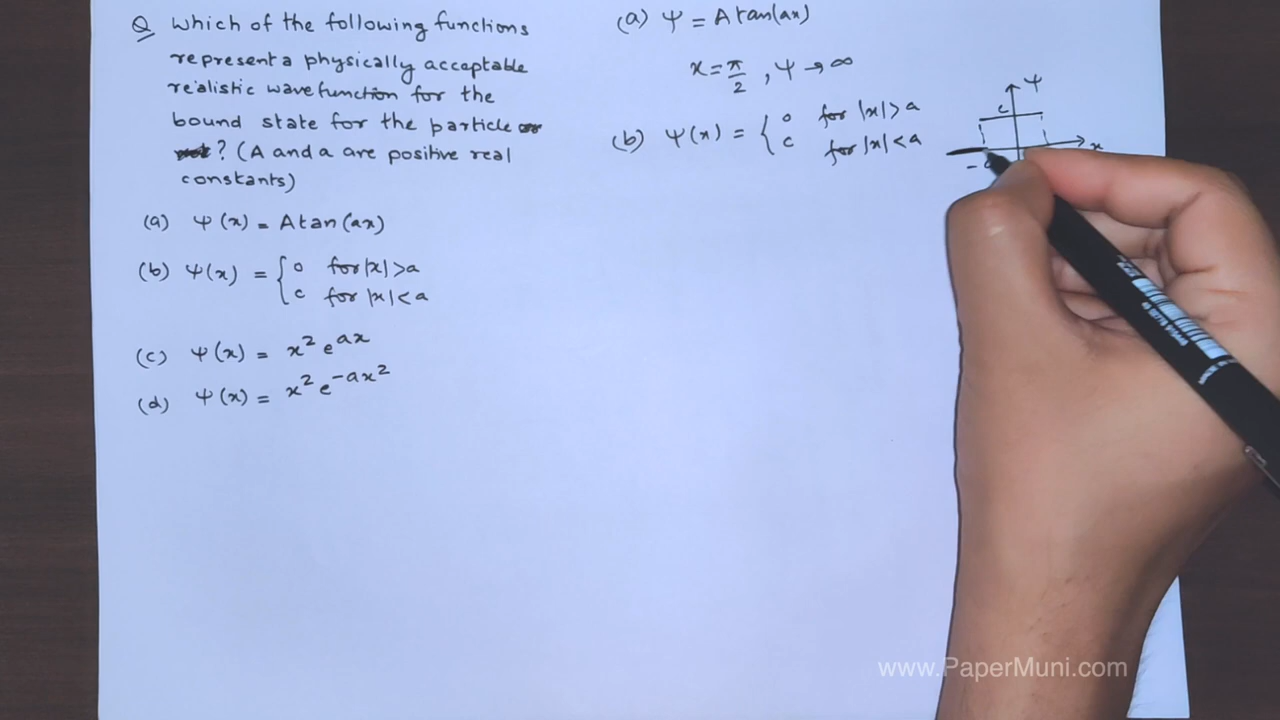 Q Which of the following functions
represent a physically acceptable
realistic wavefunction for the
bound state for the particle or
not? (A and a are positive real
constants)
(a) ψ(x) = A tan(ax)
(b) ψ(x) = { 0 for |x| > a
c for |x| < a
(c) ψ(x) = x² e^ax
(d) ψ(x) = x² e^-ax²
(a) ψ = A tan(ax)
x = π/2 , ψ → ∞
(b) ψ(x) = { 0 for |x| > a
c for |x| < a
ψ
c
x
-
www.PaperMuni.com